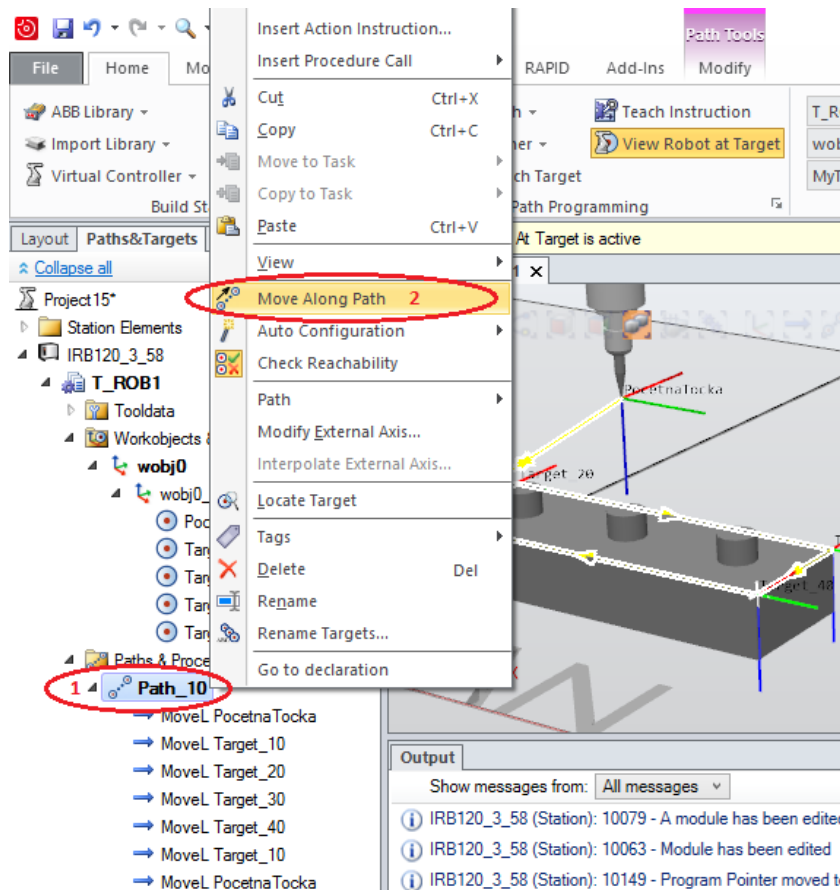 Path Tools
File
Home
Mo
RAPID
Add-Ins
Modify
ABB Library
Import Library
Virtual Controller
Build St
h
her
ch Target
Teach Instruction
View Robot at Target
Path Programming
T_R
wob
MyT
Insert Action Instruction...
Insert Procedure Call
Cut Ctrl+X
Copy Ctrl+C
Move to Task
Copy to Task
Paste Ctrl+V
View
Move Along Path 2
Auto Configuration
Check Reachability
Path
Modify External Axis...
Interpolate External Axis...
Locate Target
Tags
Delete Del
Rename
Rename Targets...
Go to declaration
Layout
Paths&Targets
Collapse all
Project15*
Station Elements
IRB120_3_58
T_ROB1
Tooldata
Workobjects &
wobj0
wobj0_
Poc
Tar
Tar
Tar
Tar
Paths & Proce
1 Path_10
MoveL PocetnaTocka
MoveL Target_10
MoveL Target_20
MoveL Target_30
MoveL Target_40
MoveL Target_10
MoveL PocetnaTocka
At Target is active
1 X
PocetnaTocka
Target_20
Target_40
Output
Show messages from: All messages
IRB120_3_58 (Station): 10079 - A module has been edited
IRB120_3_58 (Station): 10063 - Module has been edited
IRB120_3_58 (Station): 10149 - Program Pointer moved t